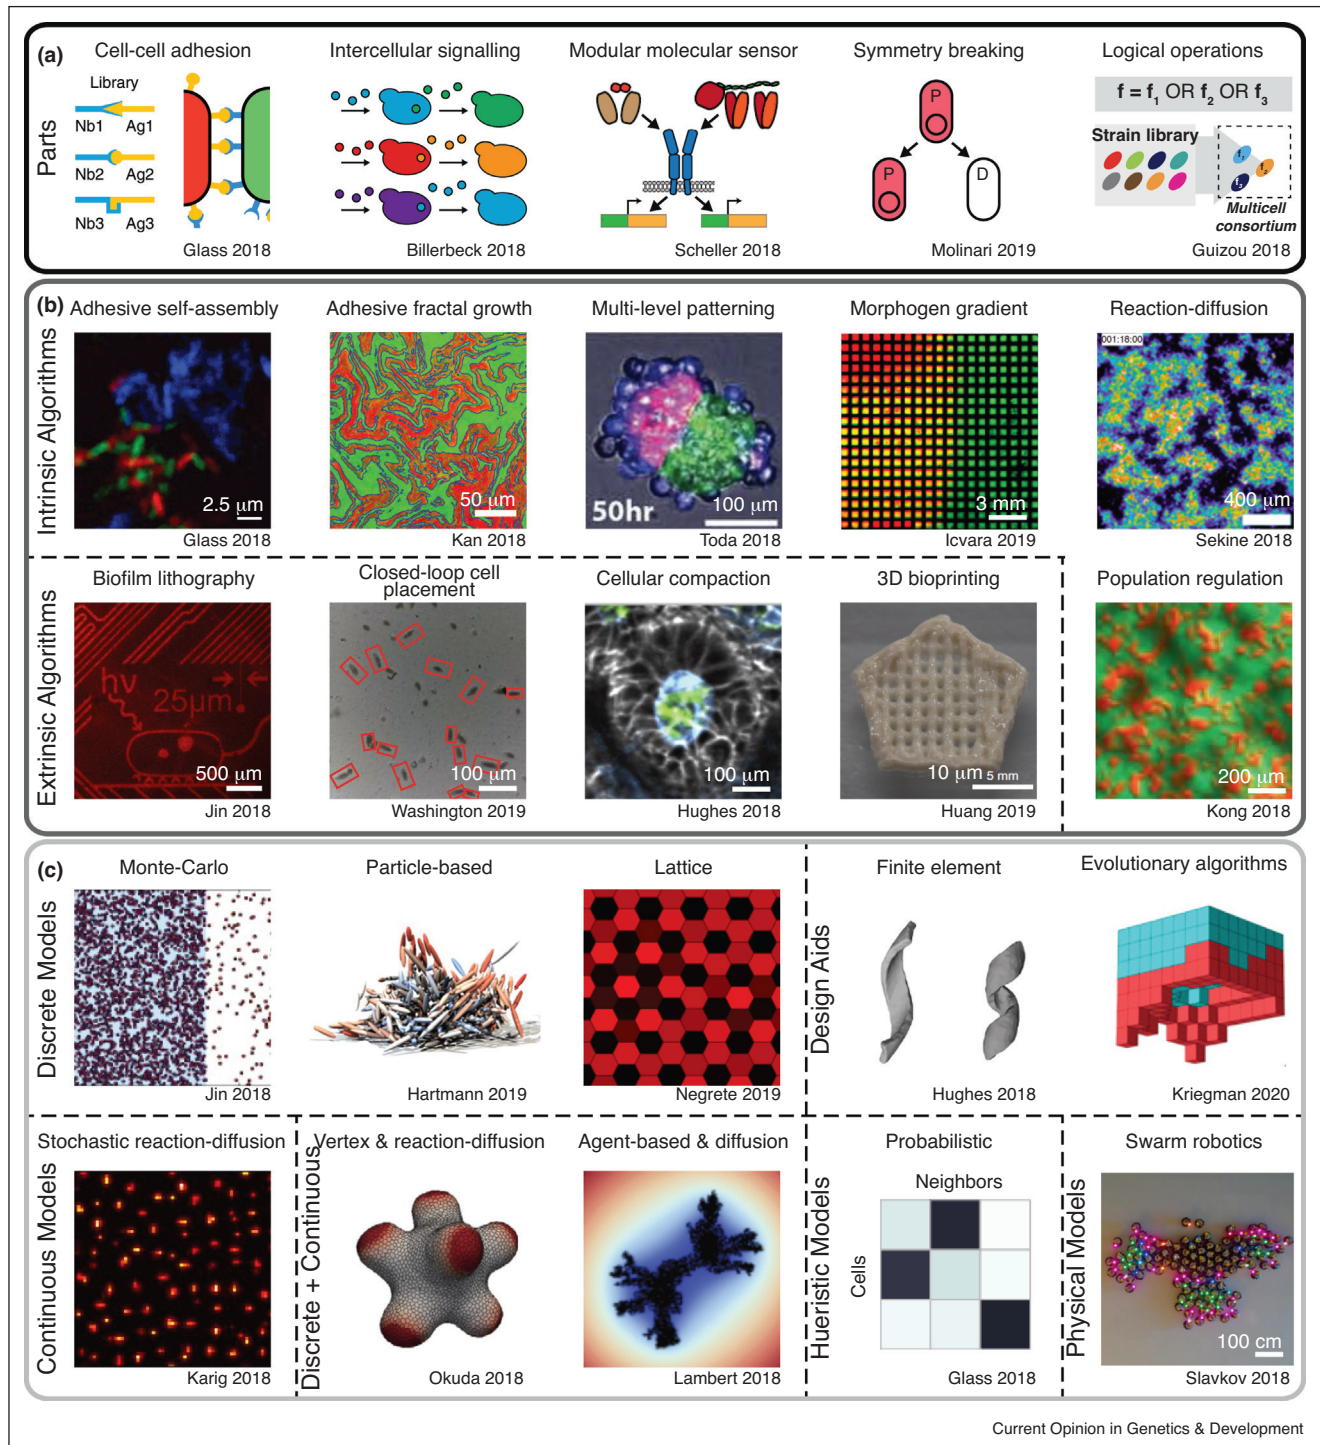 (a)
Parts
Cell-cell adhesion
Library
Nb1 Ag1
Nb2 Ag2
Nb3 Ag3
Glass 2018
Intercellular signalling
Billerbeck 2018
Modular molecular sensor
Scheller 2018
Symmetry breaking
P
P
D
Molinari 2019
Logical operations
f = f1 OR f2 OR f3
Strain library
f1
f2
f3
Multicell
consortium
Guizou 2018
(b)
Intrinsic Algorithms
Adhesive self-assembly
2.5 μm
Glass 2018
Adhesive fractal growth
50 μm
Kan 2018
Multi-level patterning
50hr
100 μm
Toda 2018
Morphogen gradient
3 mm
Icvara 2019
Reaction-diffusion
001:18:00
400 μm
Sekine 2018
Extrinsic Algorithms
Biofilm lithography
hν
25μm
500 μm
Jin 2018
Closed-loop cell
placement
100 μm
Washington 2019
Cellular compaction
100 μm
Hughes 2018
3D bioprinting
10 μm 5 mm
Huang 2019
Population regulation
200 μm
Kong 2018
(c)
Discrete Models
Monte-Carlo
Jin 2018
Particle-based
Hartmann 2019
Lattice
Negrete 2019
Design Aids
Finite element
Hughes 2018
Evolutionary algorithms
Kriegman 2020
Continuous Models
Stochastic reaction-diffusion
Karig 2018
Discrete + Continuous
Vertex & reaction-diffusion
Okuda 2018
Agent-based & diffusion
Lambert 2018
Hueristic Models
Probabilistic
Neighbors
Cells
Glass 2018
Physical Models
Swarm robotics
100 cm
Slavkov 2018
Current Opinion in Genetics & Development